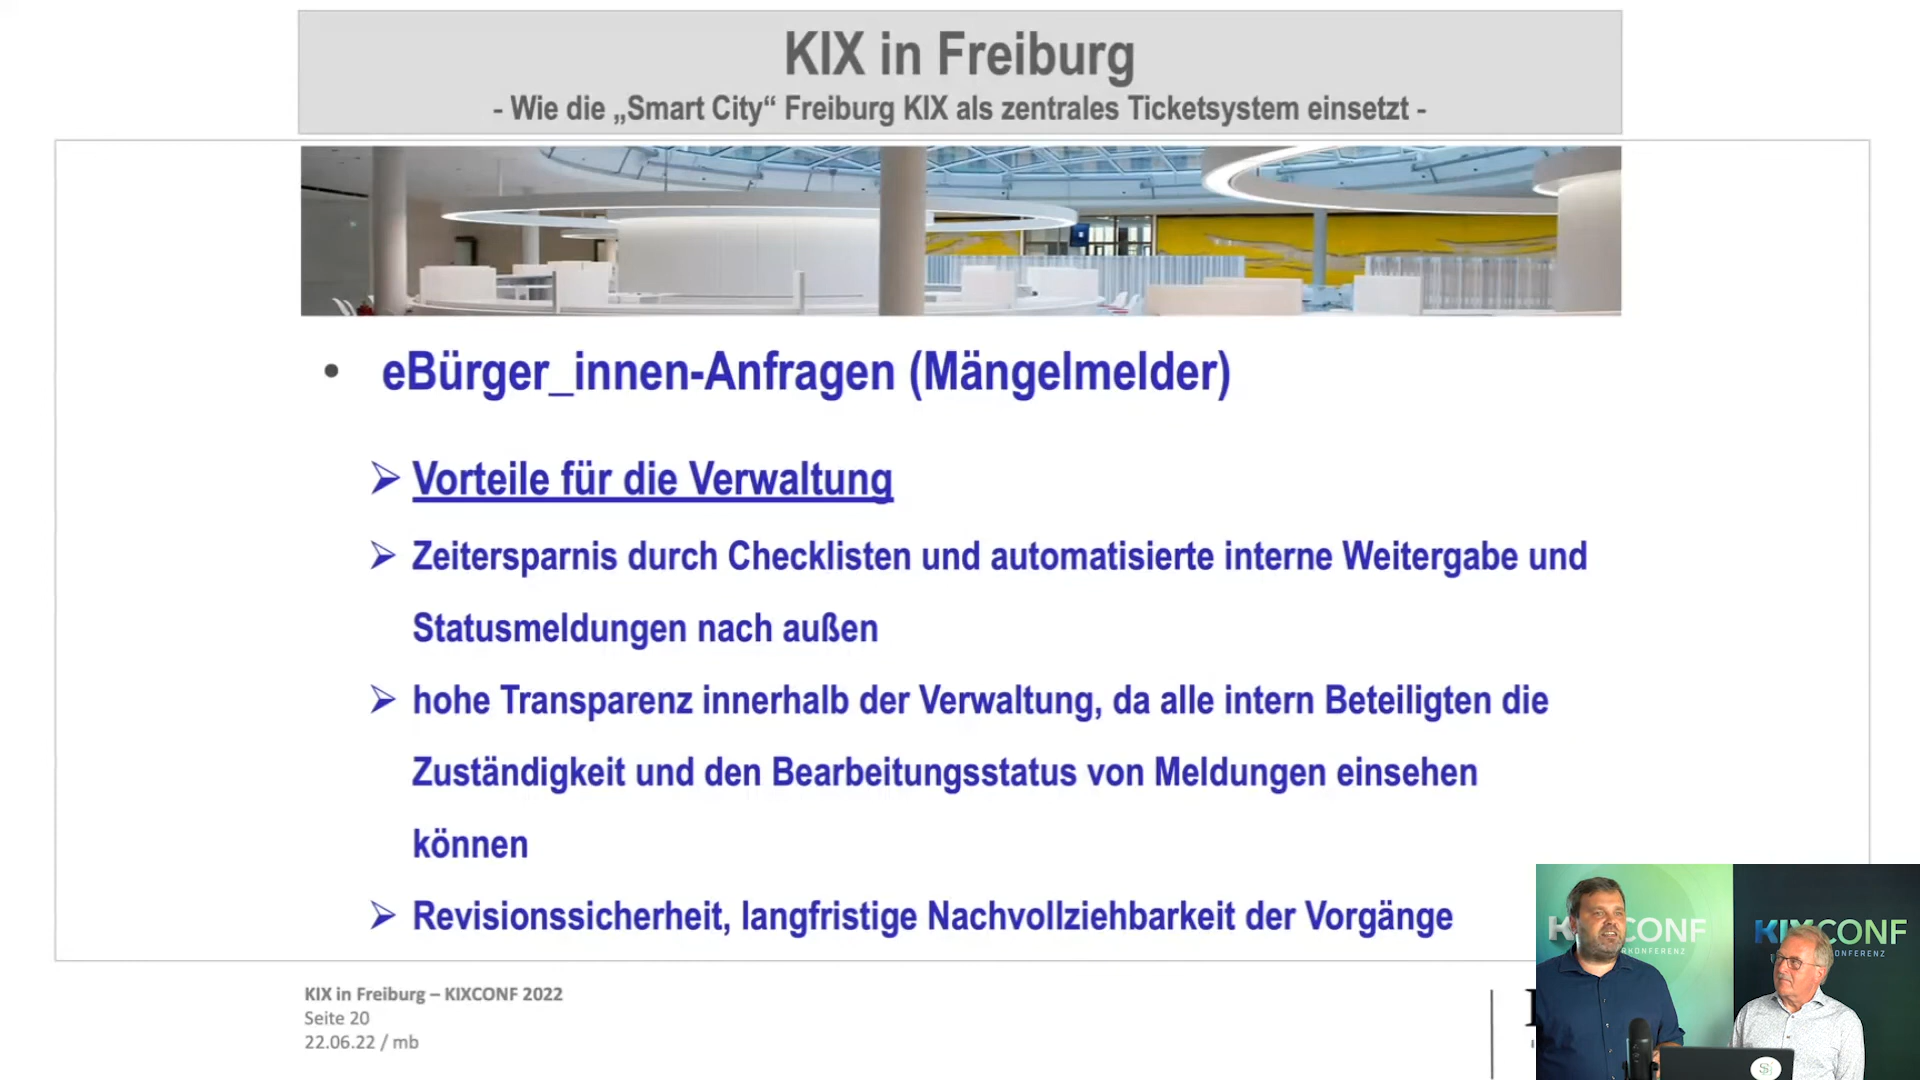 KIX in Freiburg
- Wie die „Smart City“ Freiburg KIX als zentrales Ticketsystem einsetzt -
• eBürger_innen-Anfragen (Mängelmelder)
➢ Vorteile für die Verwaltung
➢ Zeitersparnis durch Checklisten und automatisierte interne Weitergabe und
Statusmeldungen nach außen
➢ hohe Transparenz innerhalb der Verwaltung, da alle intern Beteiligten die
Zuständigkeit und den Bearbeitungsstatus von Meldungen einsehen
können
➢ Revisionssicherheit, langfristige Nachvollziehbarkeit der Vorgänge
KIX in Freiburg – KIXCONF 2022
Seite 20
22.06.22 / mb
CONF
KIXCONF